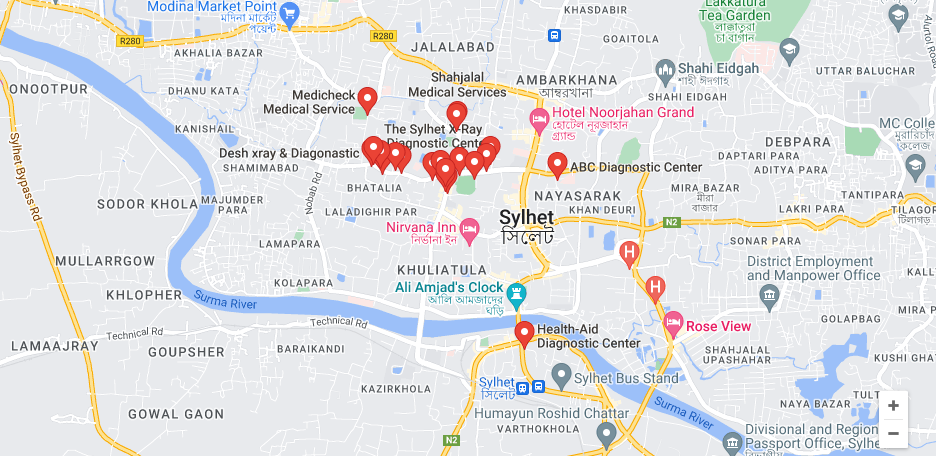 Modina Market Point
মদিনা মার্কেট
পয়েন্ট
KHASDABIR
Lakkatura
Tea Garden
লাক্কাতুরা
চা বাগান
R280
R280
AKHALIA BAZAR
JALALABAD
GOAITOLA
Airport Road
ONOOTPUR
DHANU KATA
Medicheck
Medical Service
Shahjalal
Medical Services
AMBARKHANA
আম্বরখানা
Shahi Eidgah
শাহী ঈদগাহ
UTTAR BALUCHAR
SHAHI EIDGAH
Hotel Noorjahan Grand
হোটেল নূরজাহান
গ্র্যান্ড
MC Colle
মুরারিচাঁদ
কলেজ
KANISHAIL
The Sylhet X-Ray
Diagnostic Cente
DEBPARA
Desh xray & Diagonastic
ABC Diagnostic Center
DAPTARI PARA
ADITYA PARA
Sylhet Bypass Rd
SHAMIMABAD
Nobab Rd
BHATALIA
NAYASARAK
MIRA BAZAR
মীরা
বাজার
SODOR KHOLA
MAJUMDER
PARA
LALADIGHIR PAR
KHAN DEURI
LAKRI PARA
TANTIPARA
TILAGOR
টিলাগড়
Sylhet
সিলেট
N2
Nirvana Inn
নির্ভানা ইন
LAMAPARA
SONAR PARA
MULLARRGOW
KHULIATULA
District Employment
and Manpower Office
KOLAPARA
Ali Amjad's Clock
আলি আমজাদের
ঘড়ি
KHLOPHER
Surma River
GOLAPBAG
Technical Rd
Technical Rd
Health-Aid
Diagnostic Center
Rose View
LAMAAJRAY
GOUPSHER
BARAIKANDI
SHAHJALAL
UPASHAHAR
KUSHI GHAT
KAZIRKHOLA
Sylhet
সিলেট
Sylhet Bus Stand
NAYA BAZAR
TULT
GOWAL GAON
Humayun Roshid Chattar
Surma River
VARTHOKHOLA
N2
Divisional and Region
Passport Office, Sylhe
বিভাগীয়
+
−